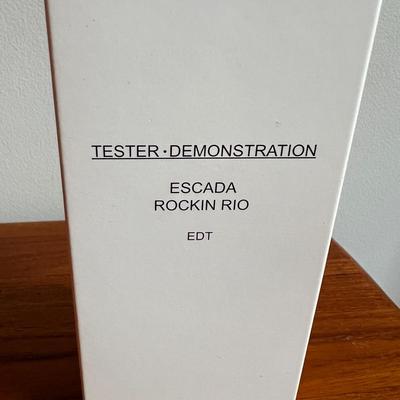 TESTER·DEMONSTRATION
ESCADA
ROCKIN RIO
EDT